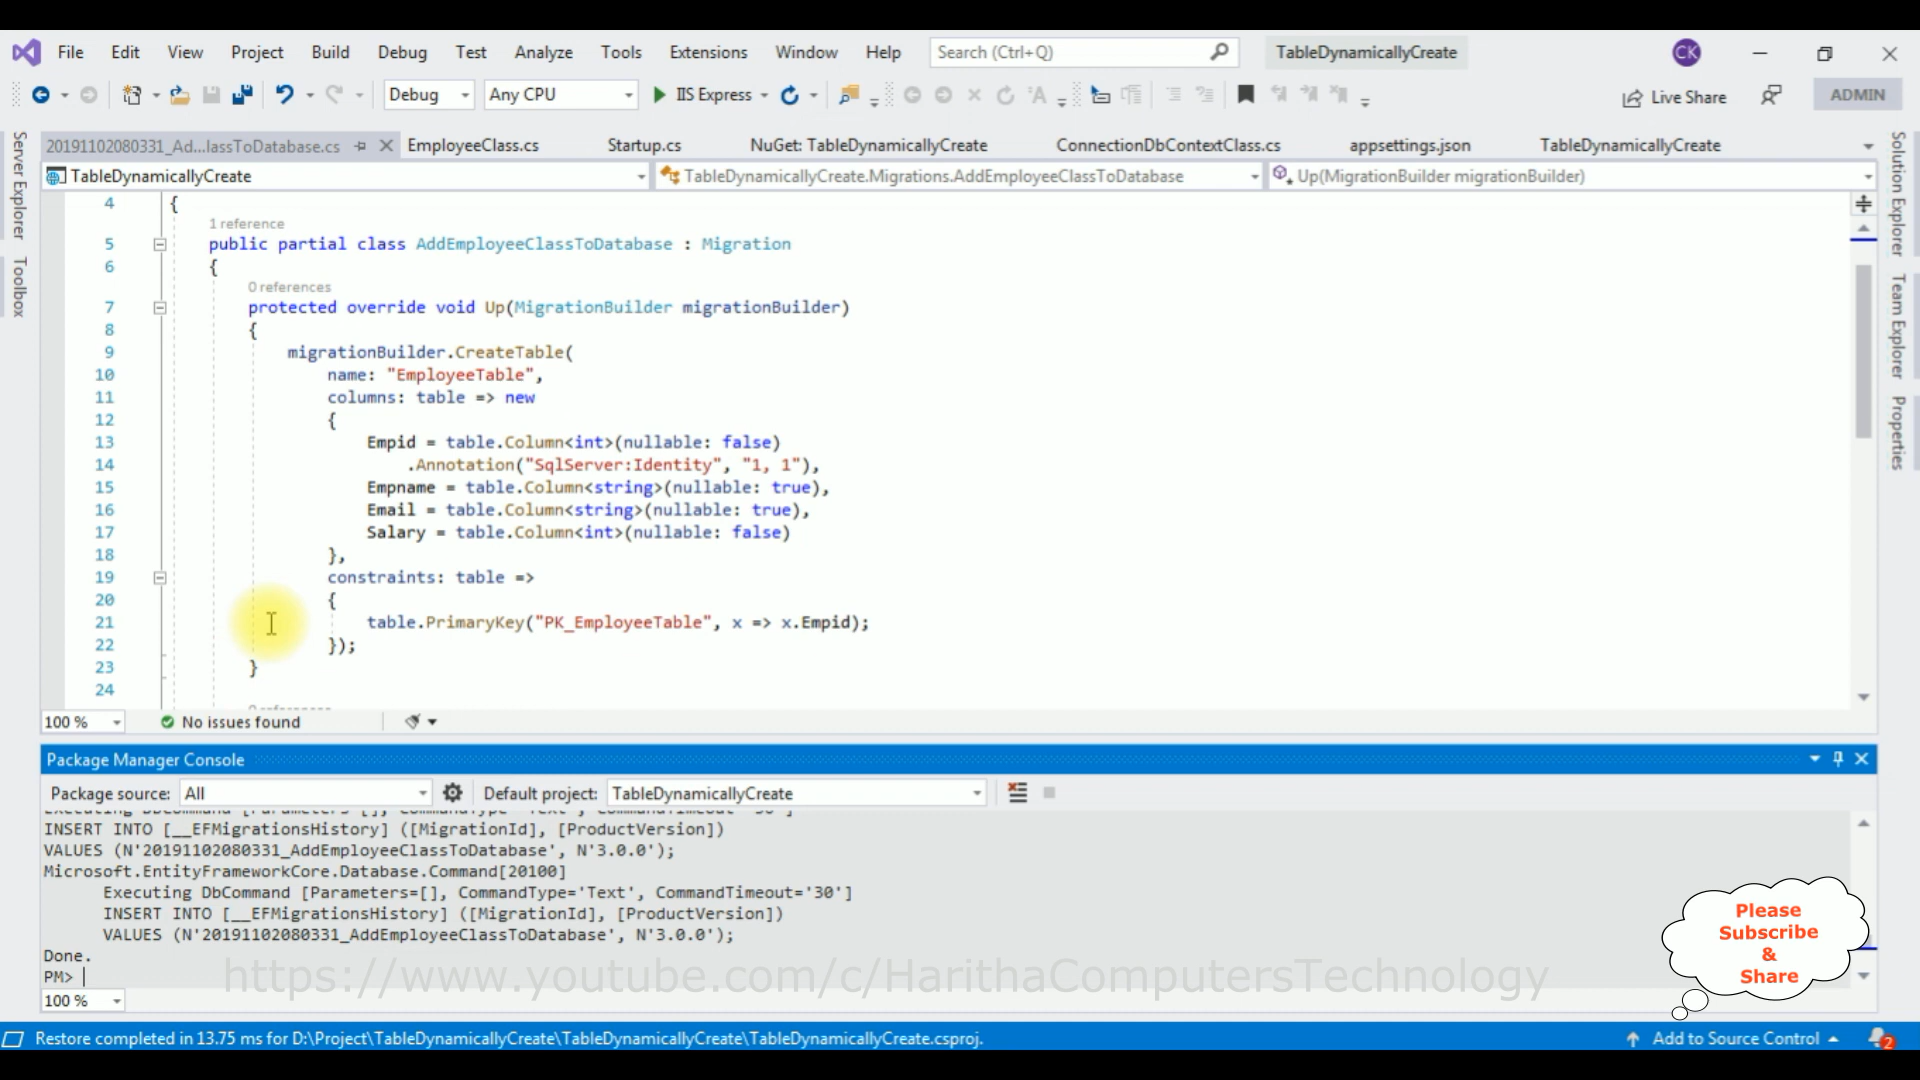 File Edit View Project Build Debug Test Analyze Tools Extensions Window Help Search (Ctrl+Q) TableDynamicallyCreate CK
Debug Any CPU IIS Express Live Share ADMIN
20191102080331_Ad...lassToDatabase.cs EmployeeClass.cs Startup.cs NuGet: TableDynamicallyCreate ConnectionDbContextClass.cs appsettings.json TableDynamicallyCreate
TableDynamicallyCreate TableDynamicallyCreate.Migrations.AddEmployeeClassToDatabase Up(MigrationBuilder migrationBuilder)
Server Explorer
Toolbox
Solution Explorer
Team Explorer
Properties
4 {
1 reference
5 public partial class AddEmployeeClassToDatabase : Migration
6 {
0 references
7 protected override void Up(MigrationBuilder migrationBuilder)
8 {
9 migrationBuilder.CreateTable(
10 name: "EmployeeTable",
11 columns: table => new
12 {
13 Empid = table.Column<int>(nullable: false)
14 .Annotation("SqlServer:Identity", "1, 1"),
15 Empname = table.Column<string>(nullable: true),
16 Email = table.Column<string>(nullable: true),
17 Salary = table.Column<int>(nullable: false)
18 },
19 constraints: table =>
20 {
21 table.PrimaryKey("PK_EmployeeTable", x => x.Empid);
22 });
23 }
24
100 % No issues found
Package Manager Console
Package source: All Default project: TableDynamicallyCreate
INSERT INTO [__EFMigrationsHistory] ([MigrationId], [ProductVersion])
VALUES (N'20191102080331_AddEmployeeClassToDatabase', N'3.0.0');
Microsoft.EntityFrameworkCore.Database.Command[20100]
Executing DbCommand [Parameters=[], CommandType='Text', CommandTimeout='30']
INSERT INTO [__EFMigrationsHistory] ([MigrationId], [ProductVersion])
VALUES (N'20191102080331_AddEmployeeClassToDatabase', N'3.0.0');
Done.
PM>
https://www.youtube.com/c/HarithaComputersTechnology
100 %
Please
Subscribe
&
Share
Restore completed in 13.75 ms for D:\Project\TableDynamicallyCreate\TableDynamicallyCreate\TableDynamicallyCreate.csproj. Add to Source Control 2